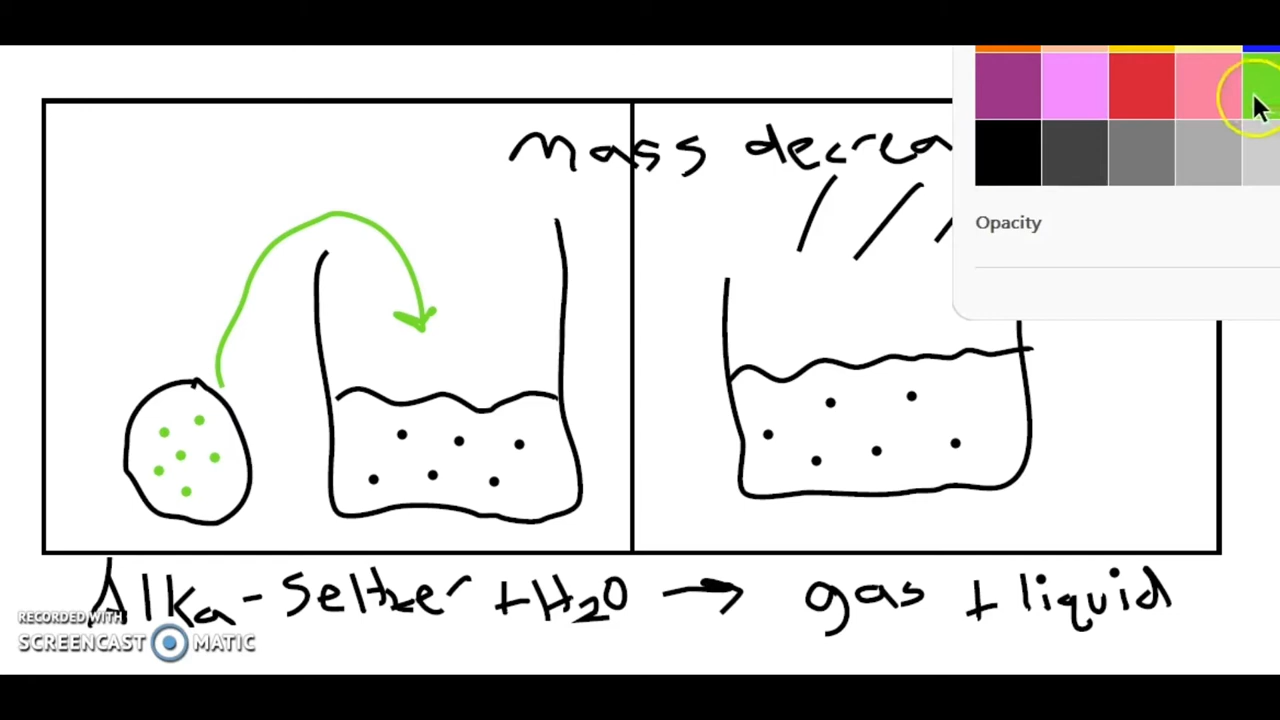 Mass decrea
Opacity
Alka-Seltzer + H2O → gas + liquid
RECORDED WITH
SCREENCAST MATIC